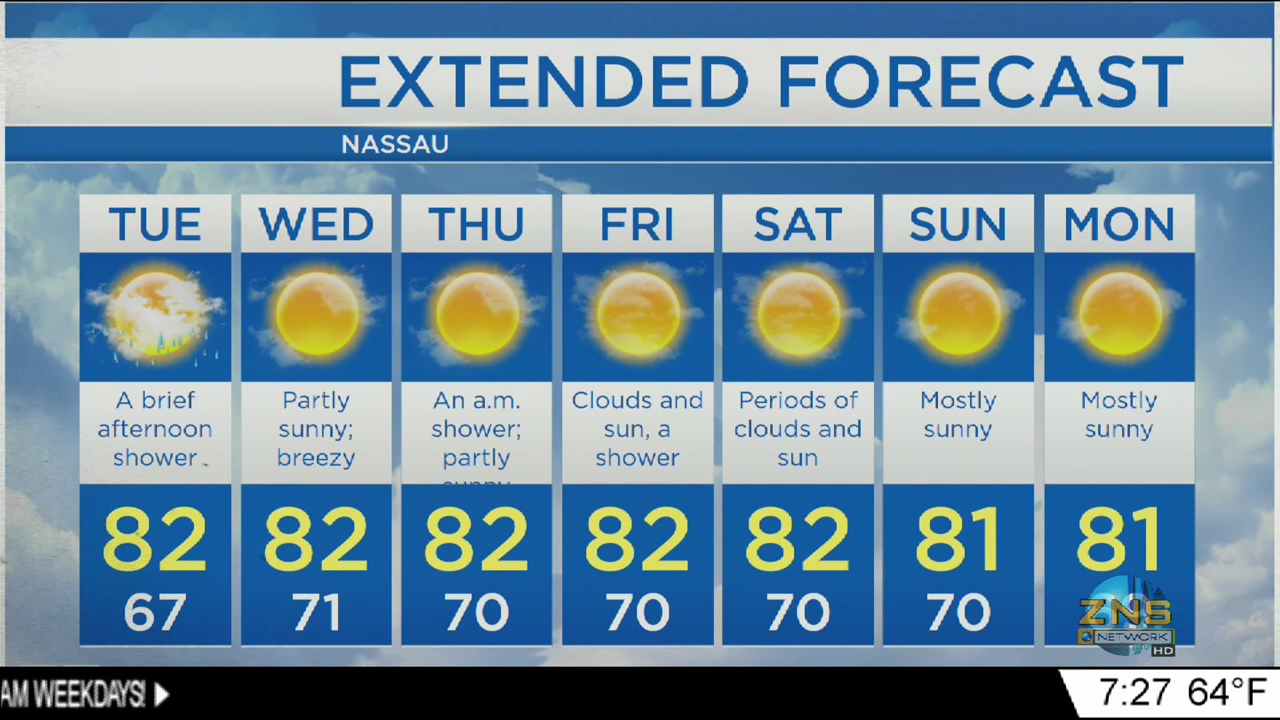 EXTENDED FORECAST
NASSAU
TUE WED THU FRI SAT SUN MON
A brief
afternoon
shower
Partly
sunny;
breezy
An a.m.
shower;
partly
Clouds and
sun, a
shower
Periods of
clouds and
sun
Mostly
sunny
Mostly
sunny
82 82 82 82 82 81 81
67 71 70 70 70 70
ZNS
NETWORK
HD
AM WEEKDAYS!
7:27 64°F